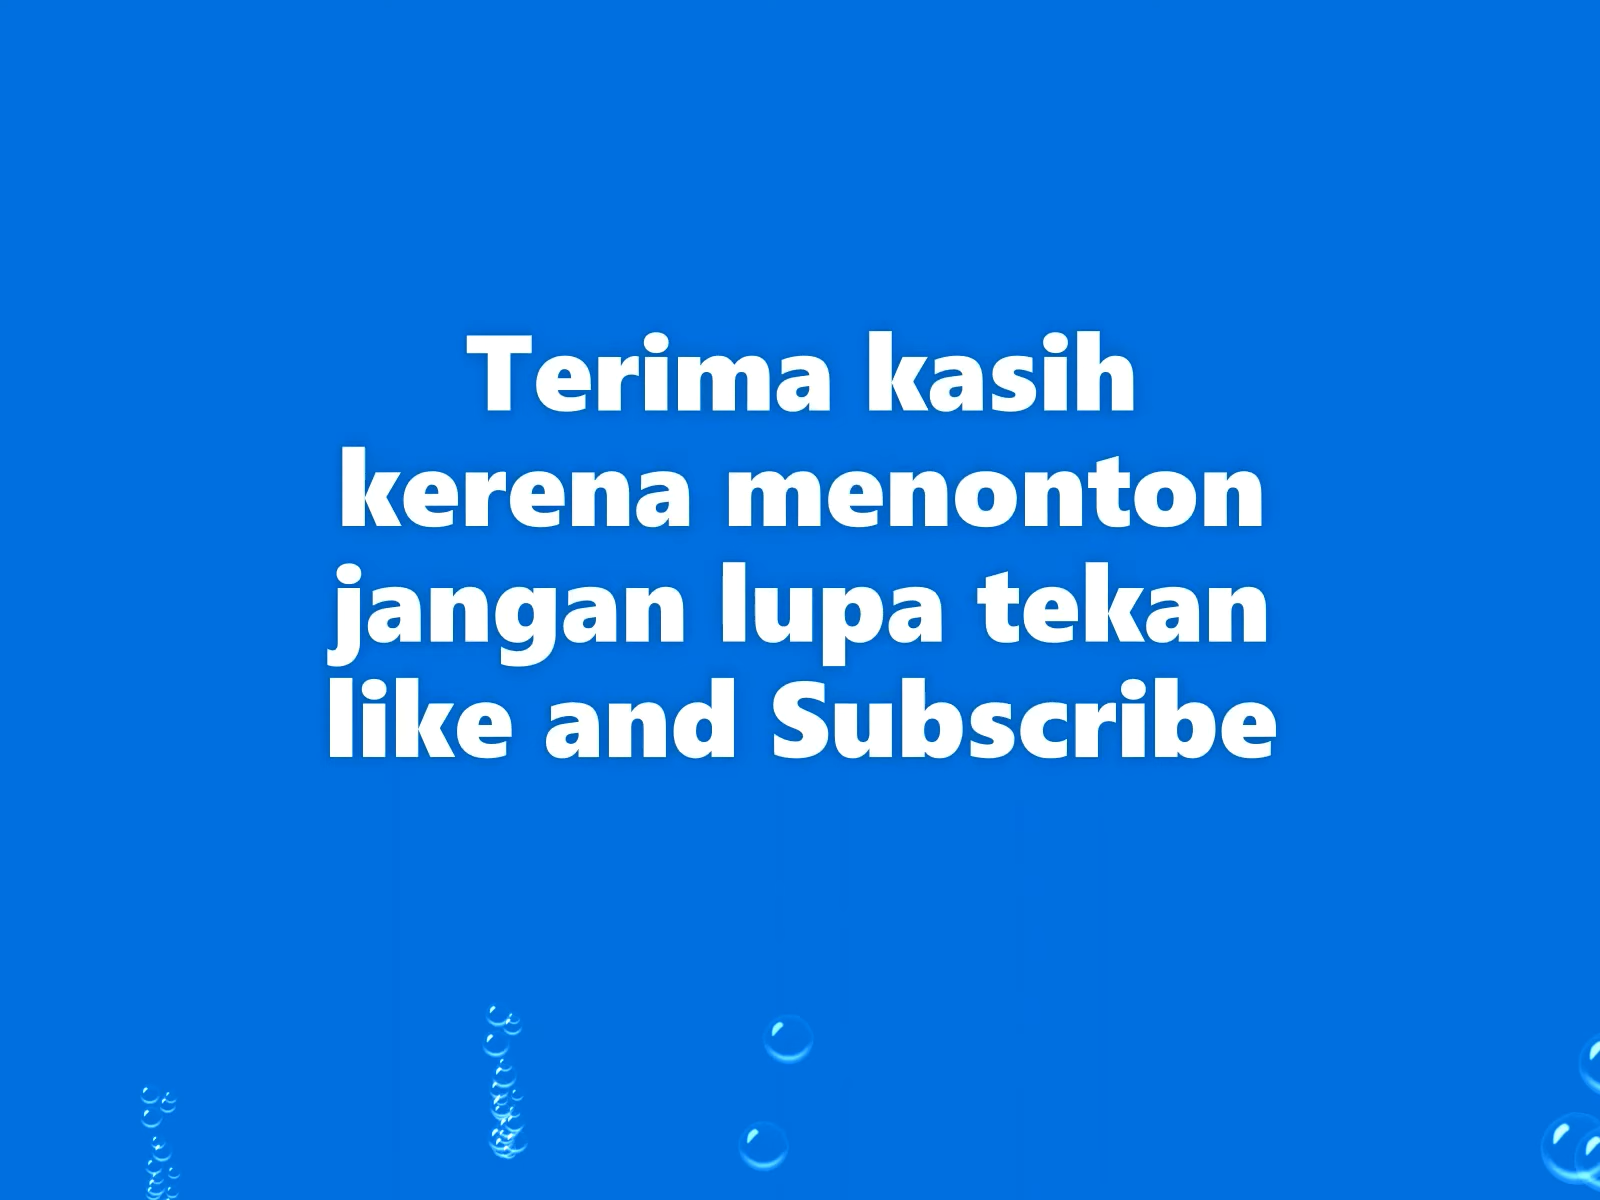 Terima kasih
kerena menonton
jangan lupa tekan
like and Subscribe